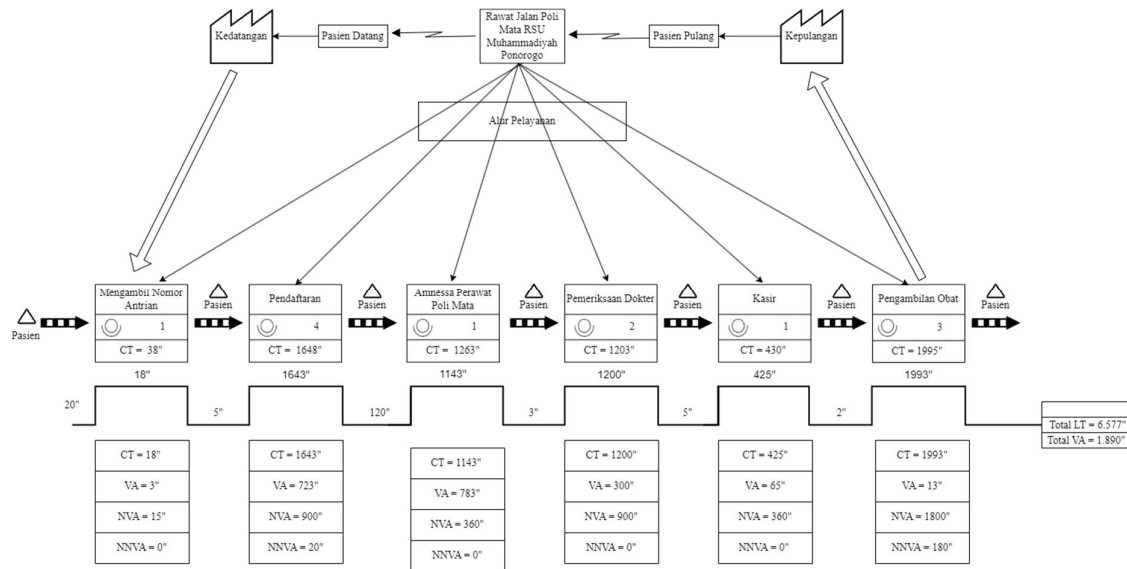 Kedatangan
Pasien Datang
Rawat Jalan Poli
Mata RSU
Muhammadiyah
Ponorogo
Pasien Pulang
Kepulangan
Alur Pelayanan
Pasien
Mengambil Nomor
Antrian
1
CT = 38"
Pasien
Pendaftaran
4
CT = 1648"
Pasien
Amnessa Perawat
Poli Mata
1
CT = 1263"
Pasien
Pemeriksaan Dokter
2
CT = 1203"
Pasien
Kasir
1
CT = 430"
Pasien
Pengambilan Obat
3
CT = 1995"
Pasien
20"
18"
5"
1643"
120"
1143"
3"
1200"
5"
425"
2"
1993"
Total LT = 6.577"
Total VA = 1.890"
CT = 18"
VA = 3"
NVA = 15"
NNVA = 0"
CT = 1643"
VA = 723"
NVA = 900"
NNVA = 20"
CT = 1143"
VA = 783"
NVA = 360"
NNVA = 0"
CT = 1200"
VA = 300"
NVA = 900"
NNVA = 0"
CT = 425"
VA = 65"
NVA = 360"
NNVA = 0"
CT = 1993"
VA = 13"
NVA = 1800"
NNVA = 180"